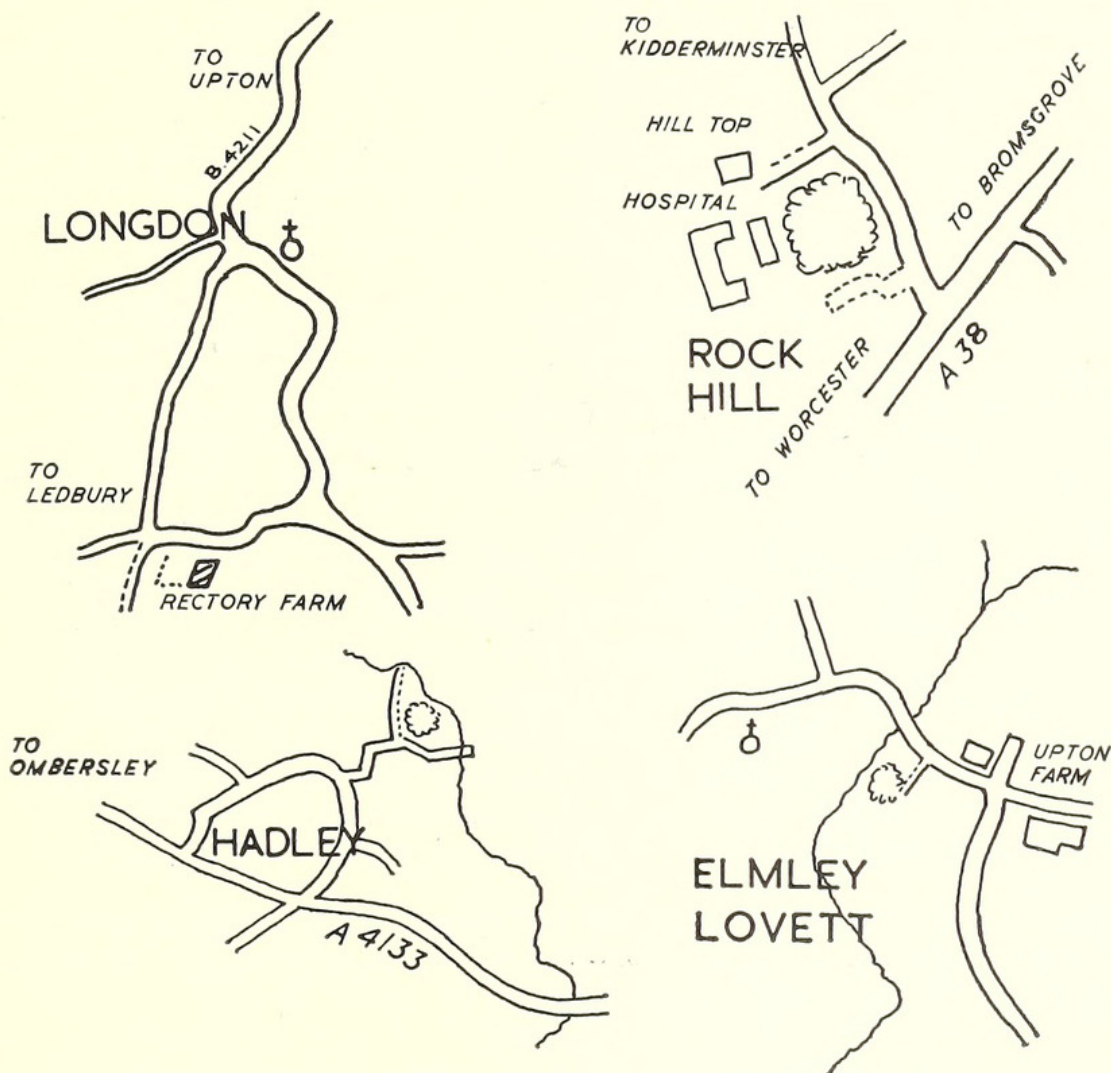 TO
UPTON
B.4211
LONGDON
TO
LEDBURY
RECTORY FARM
TO
KIDDERMINSTER
HILL TOP
HOSPITAL
TO BROMSGROVE
ROCK
HILL
A 38
TO WORCESTER
TO
OMBERSLEY
HADLEY
A 4133
UPTON
FARM
ELMLEY
LOVETT